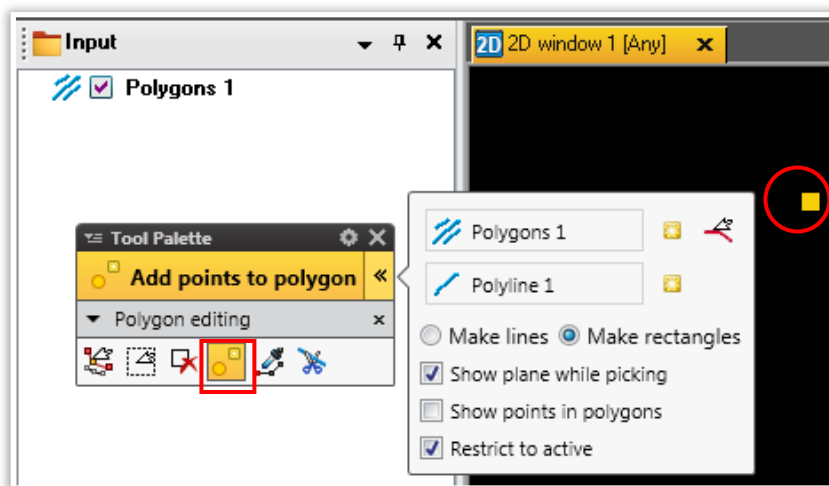 Input
2D 2D window 1 [Any]
Polygons 1
Tool Palette
Add points to polygon «
Polygon editing
Polygons 1
Polyline 1
Make lines Make rectangles
Show plane while picking
Show points in polygons
Restrict to active